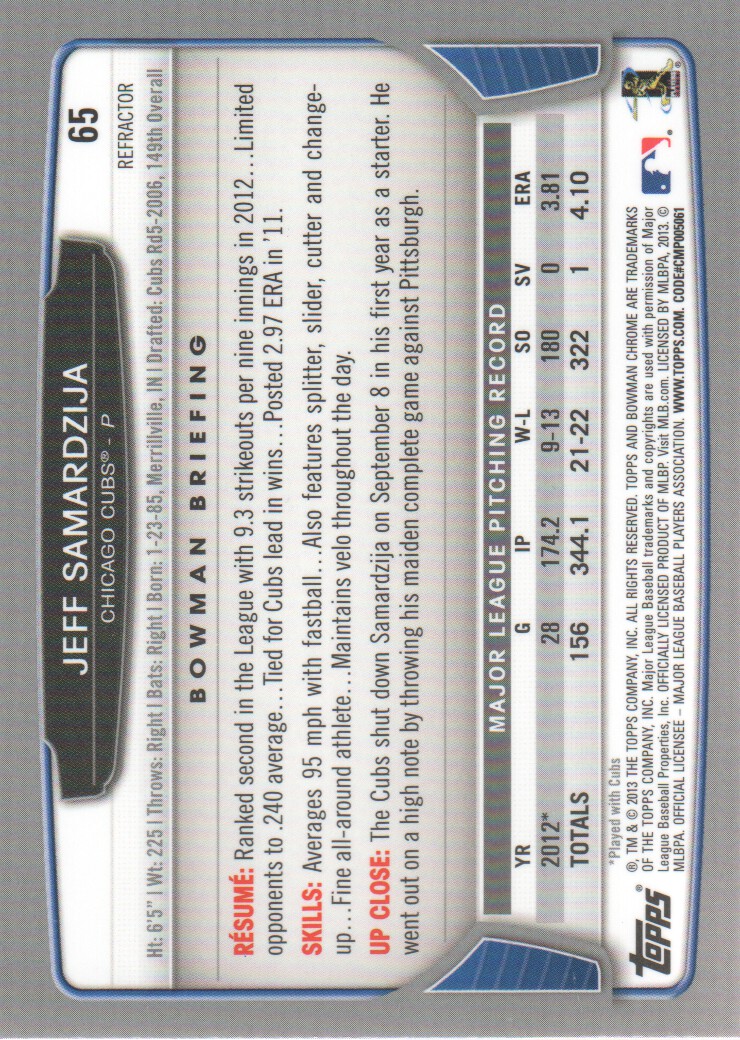 65
REFRACTOR
JEFF SAMARDZIJA
CHICAGO CUBS® - P
Ht: 6'5" | Wt: 225 | Throws: Right | Bats: Right | Born: 1-23-85, Merrillville, IN | Drafted: Cubs Rd5-2006, 149th Overall
BOWMAN BRIEFING
RÉSUMÉ: Ranked second in the League with 9.3 strikeouts per nine innings in 2012...Limited
opponents to .240 average...Tied for Cubs lead in wins...Posted 2.97 ERA in '11.
SKILLS: Averages 95 mph with fastball...Also features splitter, slider, cutter and change-
up...Fine all-around athlete...Maintains velo throughout the day.
UP CLOSE: The Cubs shut down Samardzija on September 8 in his first year as a starter. He
went out on a high note by throwing his maiden complete game against Pittsburgh.
MAJOR LEAGUE PITCHING RECORD
YR G IP W-L SO SV ERA
2012* 28 174.2 9-13 180 0 3.81
TOTALS 156 344.1 21-22 322 1 4.10
*Played with Cubs
Topps®
®, TM & © 2013 THE TOPPS COMPANY, INC. ALL RIGHTS RESERVED. TOPPS AND BOWMAN CHROME ARE TRADEMARKS
OF THE TOPPS COMPANY, INC. Major League Baseball trademarks and copyrights are used with permission of Major
League Baseball Properties, Inc. OFFICIALLY LICENSED PRODUCT OF MLBP. Visit MLB.com. LICENSED BY MLBPA, 2013. ©
MLBPA. OFFICIAL LICENSEE – MAJOR LEAGUE BASEBALL PLAYERS ASSOCIATION. WWW.TOPPS.COM. CODE#CMP005061